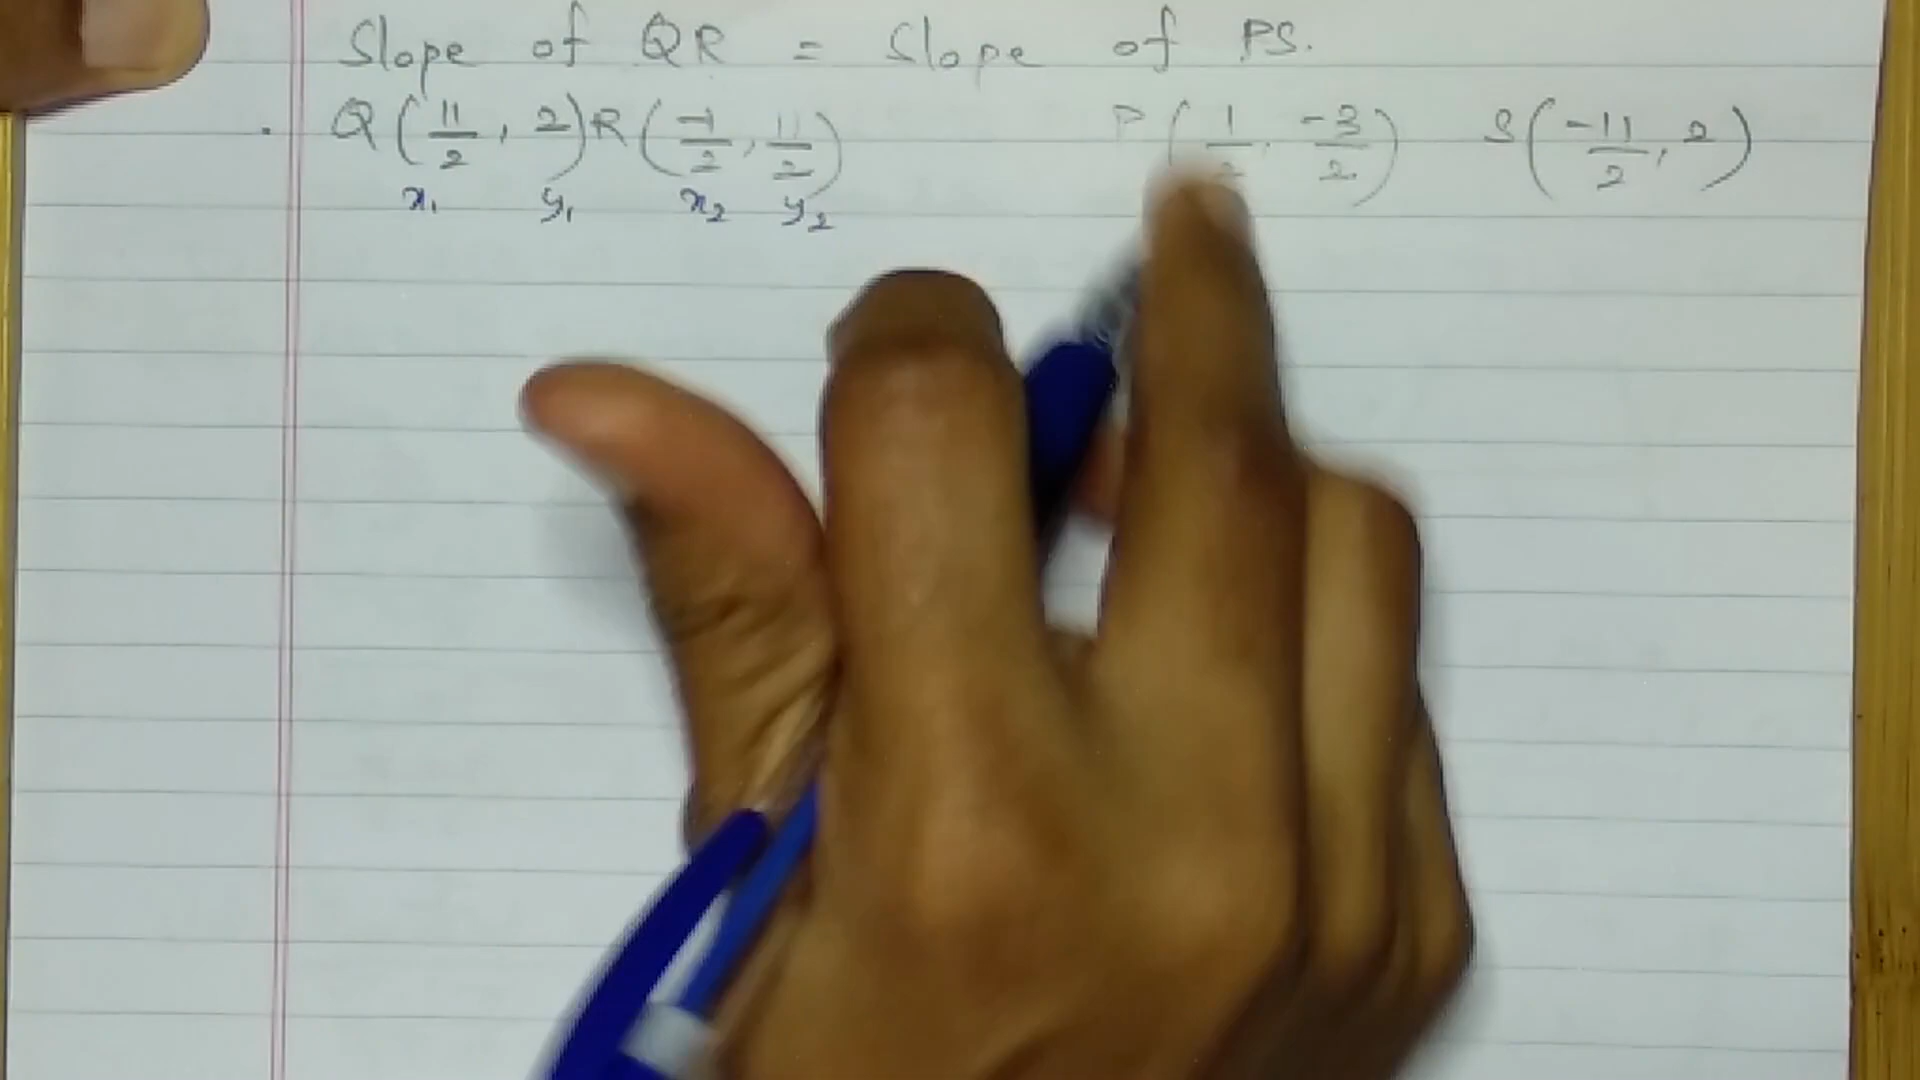 Slope of QR = Slope of PS.
. Q(11/2, 2) R(-1/2, 11/2) P(1/2, -3/2) S(-11/2, 2)
x₁ y₁ x₂ y₂